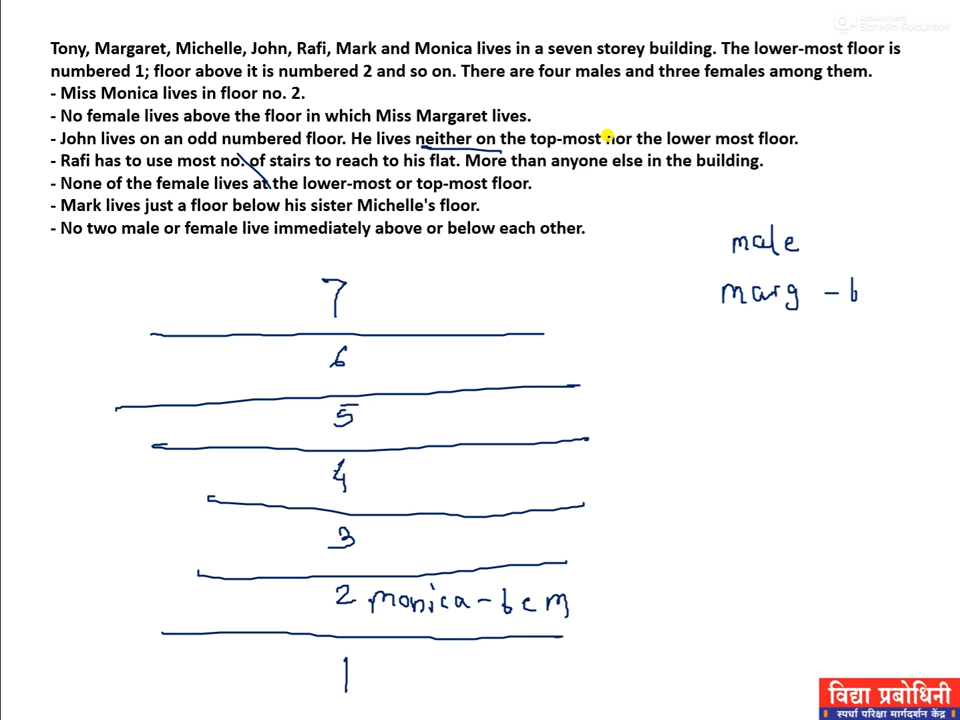 Tony, Margaret, Michelle, John, Rafi, Mark and Monica lives in a seven storey building. The lower-most floor is
numbered 1; floor above it is numbered 2 and so on. There are four males and three females among them.
- Miss Monica lives in floor no. 2.
- No female lives above the floor in which Miss Margaret lives.
- John lives on an odd numbered floor. He lives neither on the top-most nor the lower most floor.
- Rafi has to use most no. of stairs to reach to his flat. More than anyone else in the building.
- None of the female lives at the lower-most or top-most floor.
- Mark lives just a floor below his sister Michelle's floor.
- No two male or female live immediately above or below each other.
male
marg - b
7
6
5
4
3
2 monica - bem
1
विद्या प्रबोधिनी
स्पर्धा परिक्षा मार्गदर्शन केंद्र